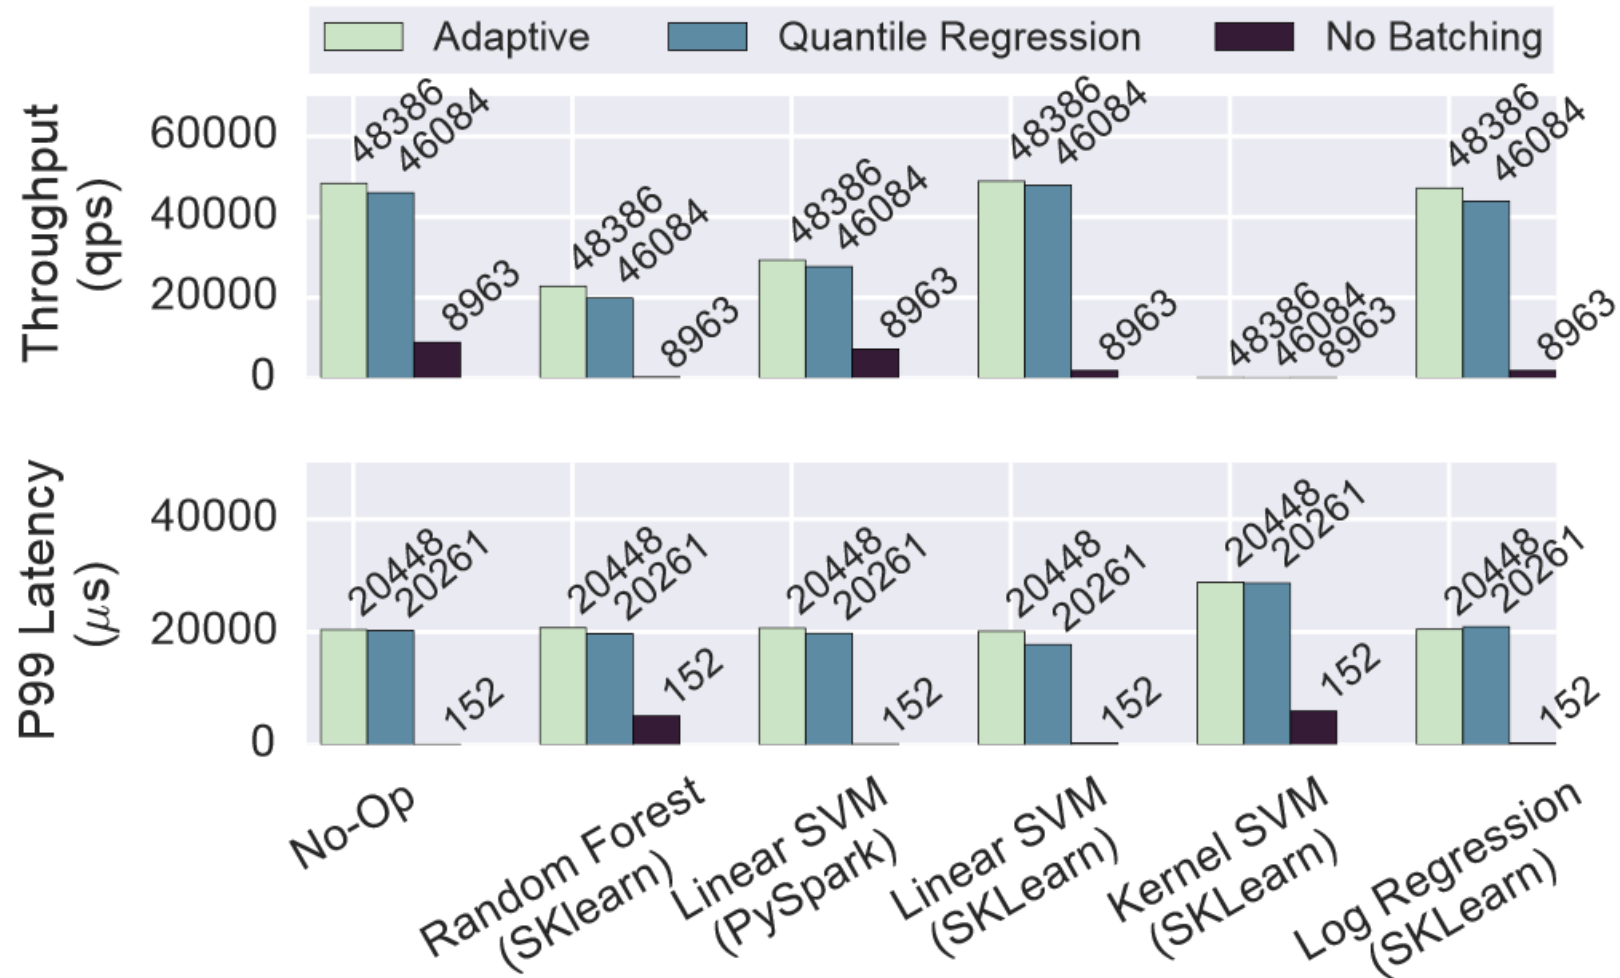 Adaptive Quantile Regression No Batching
Throughput
(qps)
60000
40000
20000
0
48386
46084
8963
48386
46084
8963
48386
46084
8963
48386
46084
8963
48386
46084
8963
48386
46084
8963
P99 Latency
(μs)
40000
20000
0
20448
20261
152
20448
20261
152
20448
20261
152
20448
20261
152
20448
20261
152
20448
20261
152
No-Op
Random Forest
(SKlearn)
Linear SVM
(PySpark)
Linear SVM
(SKLearn)
Kernel SVM
(SKLearn)
Log Regression
(SKLearn)